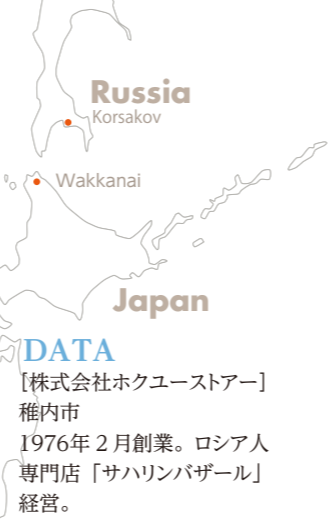 Russia
Korsakov
Wakkanai
Japan
DATA
[株式会社ホクユーストアー]
稚内市
1976年2月創業。ロシア人
専門店「サハリンバザール」
経営。